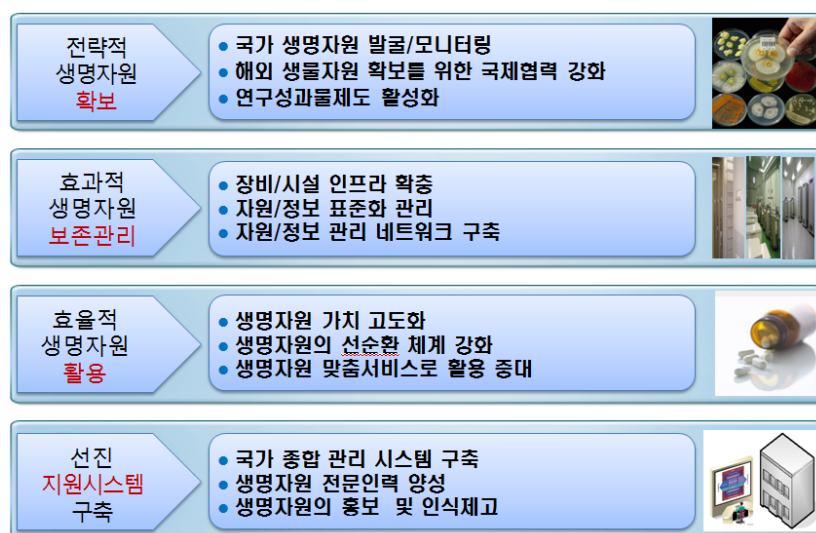 전략적
생명자원
확보
● 국가 생명자원 발굴/모니터링
● 해외 생물자원 확보를 위한 국제협력 강화
● 연구성과물제도 활성화
효과적
생명자원
보존관리
● 장비/시설 인프라 확충
● 자원/정보 표준화 관리
● 자원/정보 관리 네트워크 구축
효율적
생명자원
활용
● 생명자원 가치 고도화
● 생명자원의 선순환 체계 강화
● 생명자원 맞춤서비스로 활용 증대
선진
지원시스템
구축
● 국가 종합 관리 시스템 구축
● 생명자원 전문인력 양성
● 생명자원의 홍보 및 인식제고